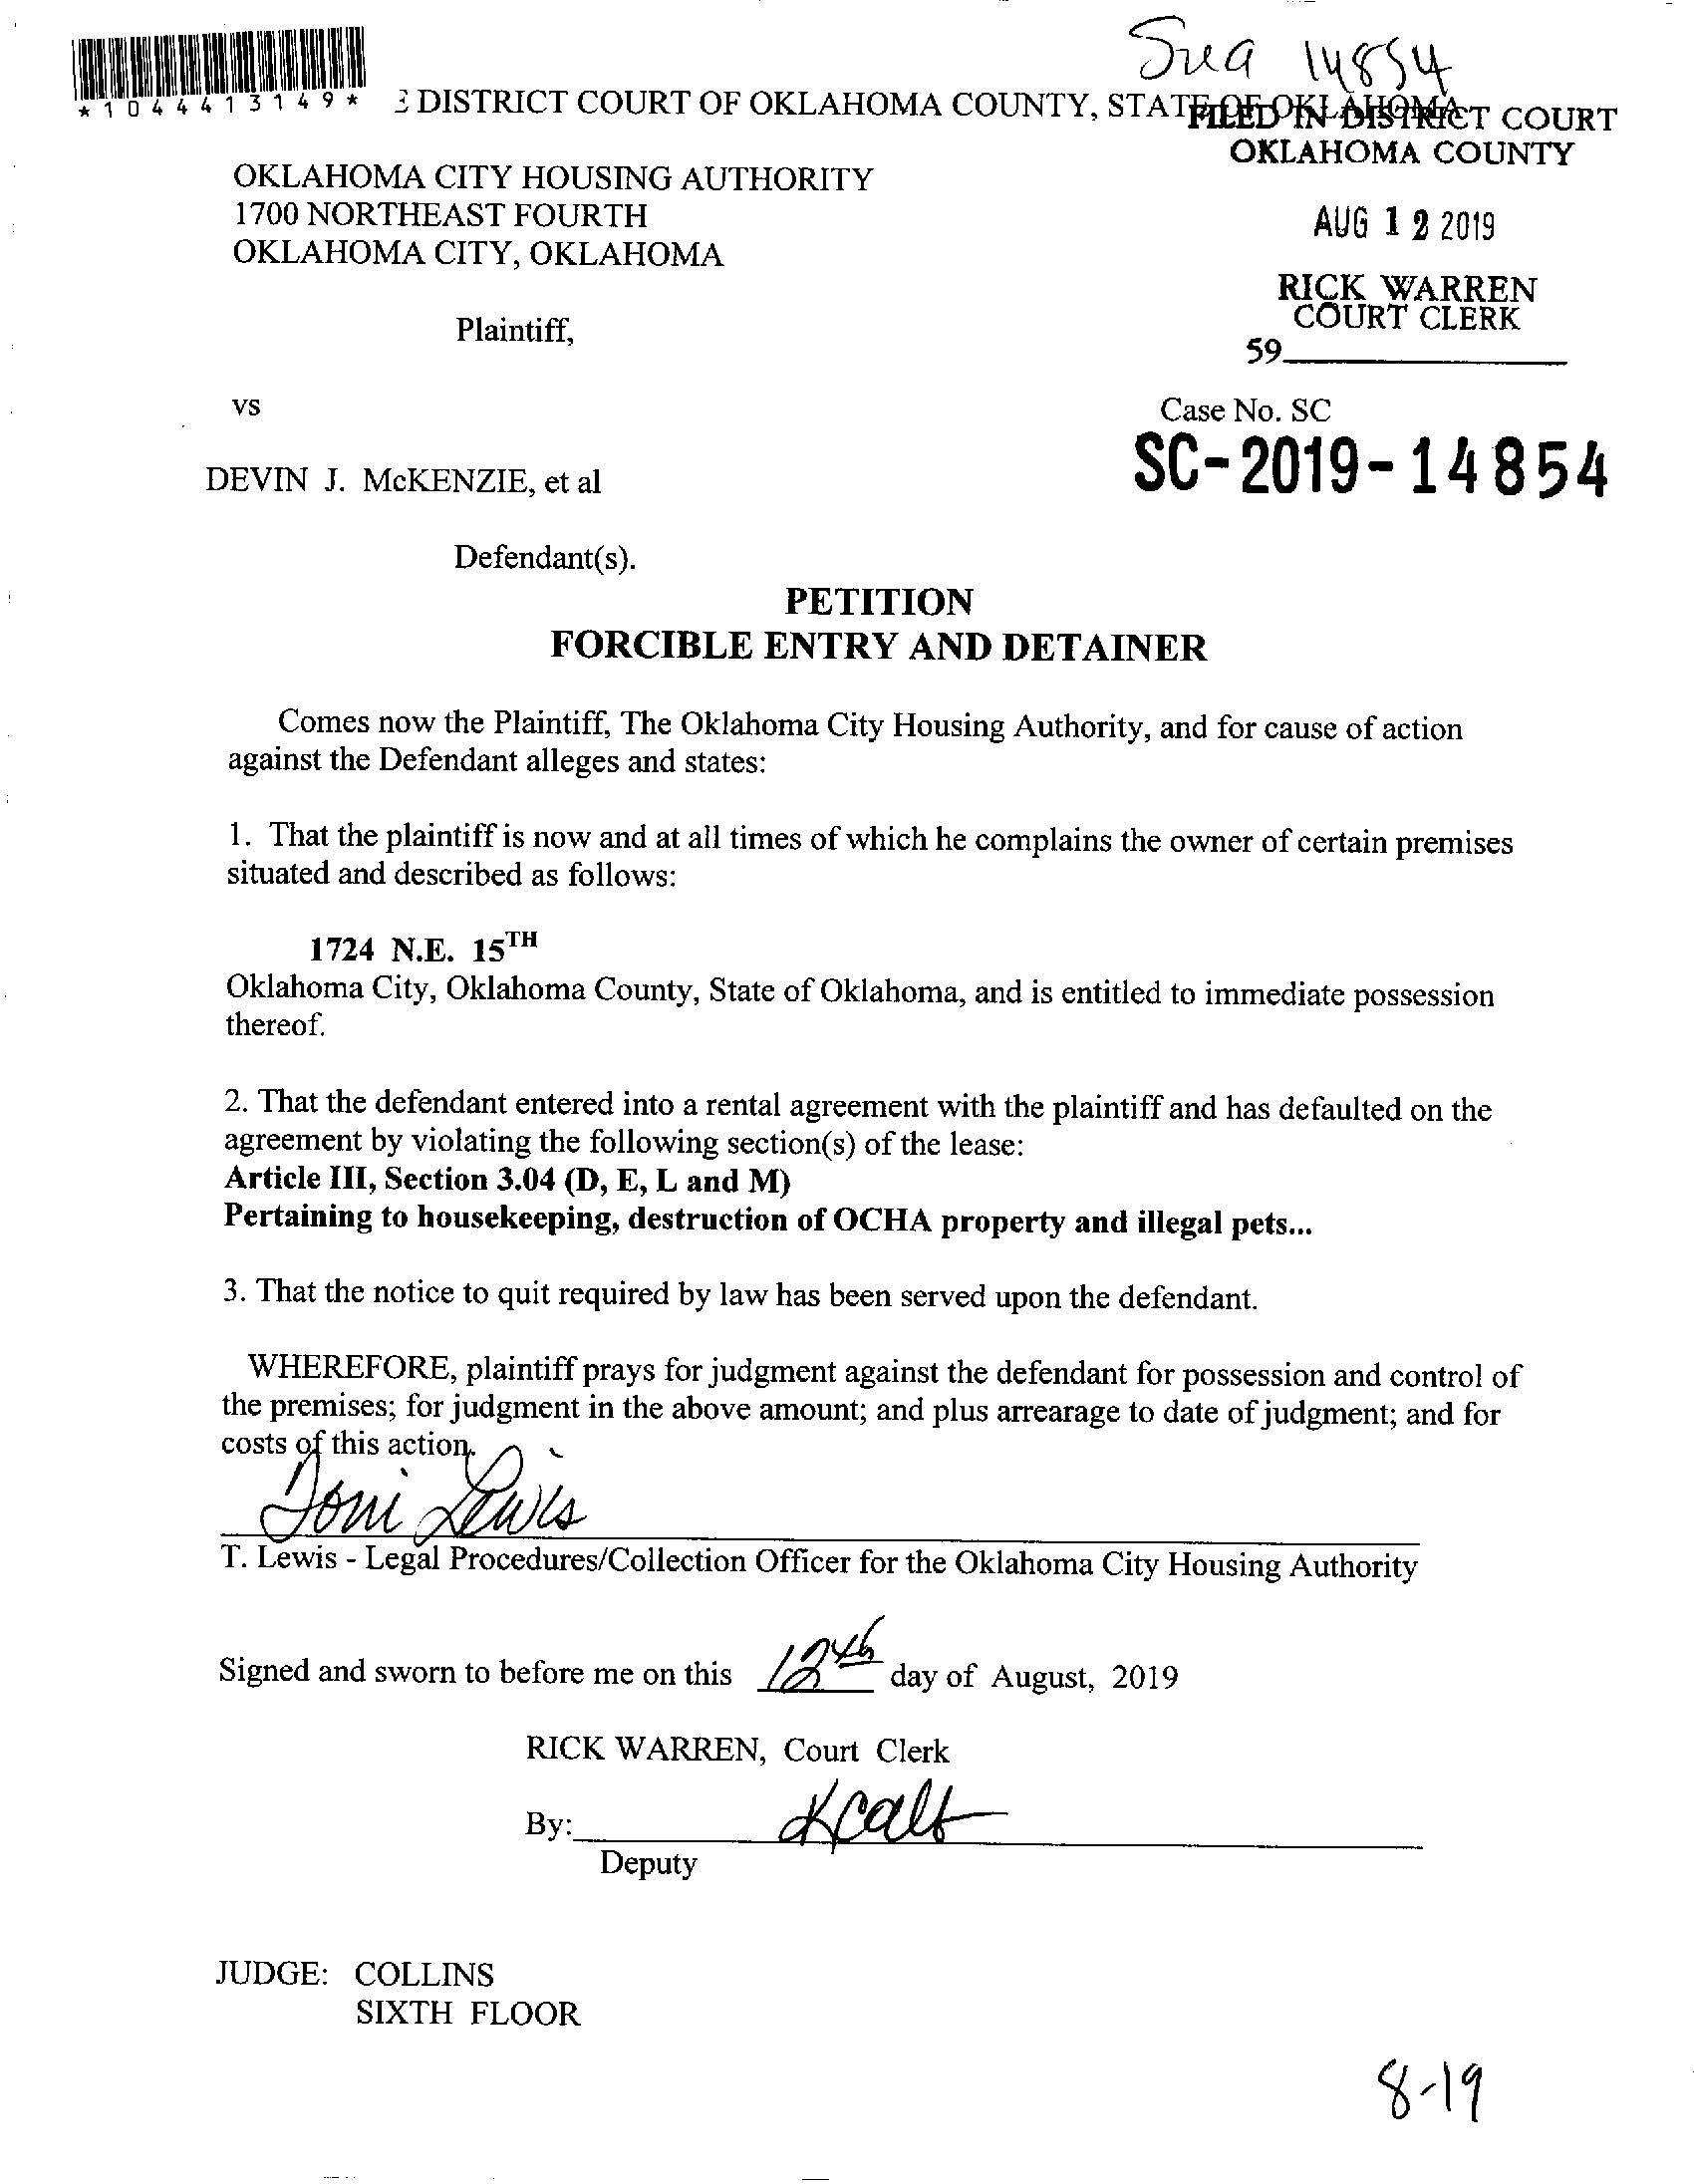 Sua 14854
*1044413149*
E DISTRICT COURT OF OKLAHOMA COUNTY, STATE OF OKLAHOMA
FILED IN DISTRICT COURT
OKLAHOMA COUNTY
OKLAHOMA CITY HOUSING AUTHORITY
1700 NORTHEAST FOURTH
OKLAHOMA CITY, OKLAHOMA
AUG 12 2019
RICK WARREN
COURT CLERK
59
Plaintiff,
vs
Case No. SC
SC-2019-14854
DEVIN J. McKENZIE, et al
Defendant(s).
PETITION
FORCIBLE ENTRY AND DETAINER
Comes now the Plaintiff, The Oklahoma City Housing Authority, and for cause of action
against the Defendant alleges and states:
1. That the plaintiff is now and at all times of which he complains the owner of certain premises
situated and described as follows:
1724 N.E. 15TH
Oklahoma City, Oklahoma County, State of Oklahoma, and is entitled to immediate possession
thereof.
2. That the defendant entered into a rental agreement with the plaintiff and has defaulted on the
agreement by violating the following section(s) of the lease:
Article III, Section 3.04 (D, E, L and M)
Pertaining to housekeeping, destruction of OCHA property and illegal pets...
3. That the notice to quit required by law has been served upon the defendant.
WHEREFORE, plaintiff prays for judgment against the defendant for possession and control of
the premises; for judgment in the above amount; and plus arrearage to date of judgment; and for
costs of this action.
Toni Lewis
T. Lewis - Legal Procedures/Collection Officer for the Oklahoma City Housing Authority
Signed and sworn to before me on this 12th day of August, 2019
RICK WARREN, Court Clerk
By:
Deputy
JUDGE: COLLINS
SIXTH FLOOR
8-19